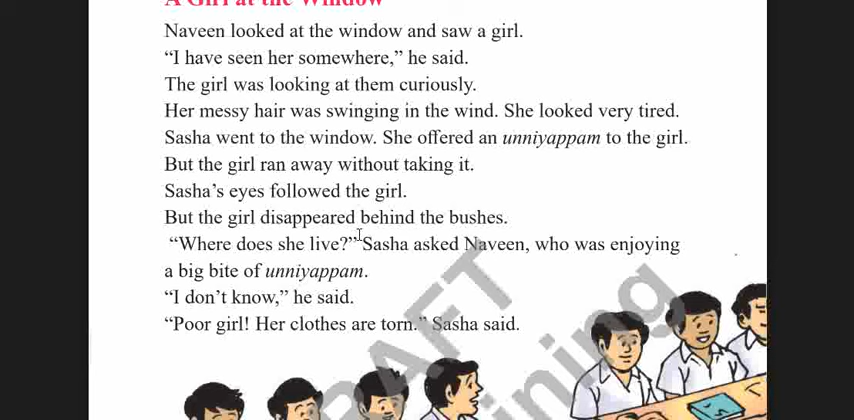 A Girl at the Window
Naveen looked at the window and saw a girl.
“I have seen her somewhere,” he said.
The girl was looking at them curiously.
Her messy hair was swinging in the wind. She looked very tired.
Sasha went to the window. She offered an unniyappam to the girl.
But the girl ran away without taking it.
Sasha’s eyes followed the girl.
But the girl disappeared behind the bushes.
“Where does she live?” Sasha asked Naveen, who was enjoying
a big bite of unniyappam.
“I don’t know,” he said.
“Poor girl! Her clothes are torn.” Sasha said.